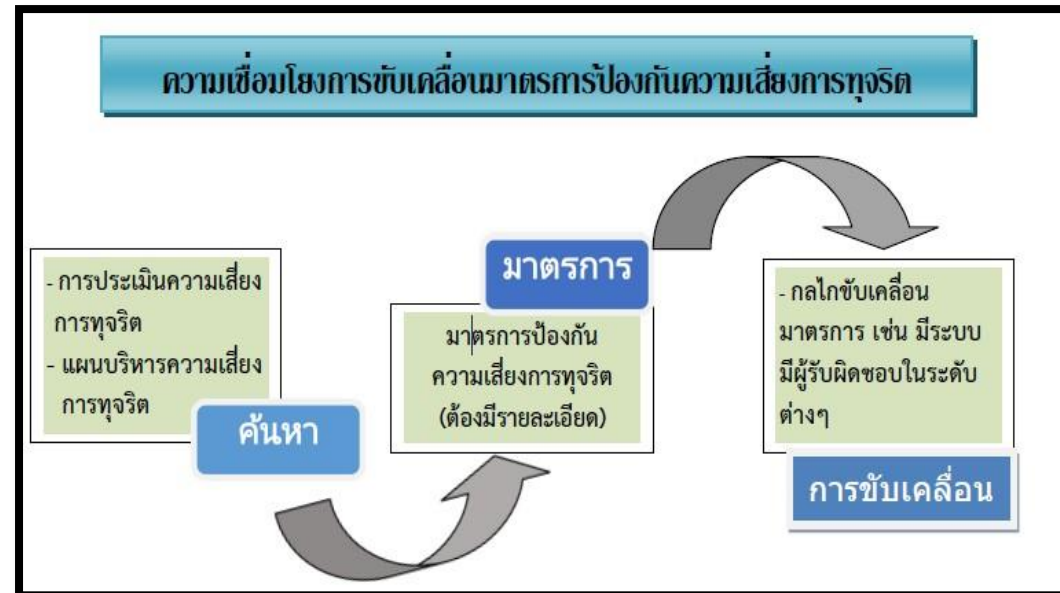 ความเชื่อมโยงการขับเคลื่อนมาตรการป้องกันความเสี่ยงการทุจริต
- การประเมินความเสี่ยง
การทุจริต
- แผนบริหารความเสี่ยง
การทุจริต
ค้นหา
มาตรการ
มาตรการป้องกัน
ความเสี่ยงการทุจริต
(ต้องมีรายละเอียด)
- กลไกขับเคลื่อน
มาตรการ เช่น มีระบบ
มีผู้รับผิดชอบในระดับ
ต่างๆ
การขับเคลื่อน